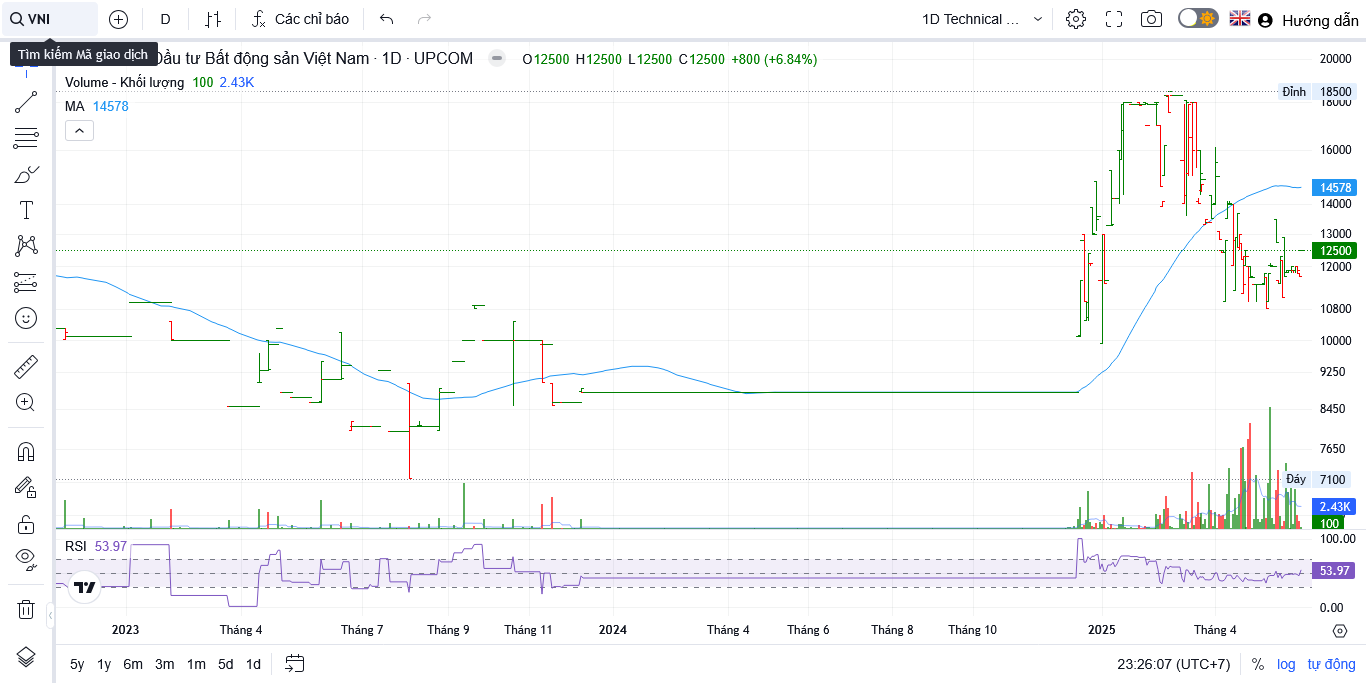 VNI
D
Các chỉ báo
1D Technical ...
Hướng dẫn
Tìm kiếm Mã giao dịch
Đầu tư Bất động sản Việt Nam · 1D · UPCOM
O12500 H12500 L12500 C12500 +800 (+6.84%)
Volume - Khối lượng 100 2.43K
MA 14578
20000
Đỉnh 18500
18000
16000
14578
14000
13000
12500
12000
10800
10000
9250
8450
7650
Đáy 7100
2.43K
100
RSI 53.97
100.00
53.97
0.00
2023 Tháng 4 Tháng 7 Tháng 9 Tháng 11 2024 Tháng 4 Tháng 6 Tháng 8 Tháng 10 2025 Tháng 4
5y 1y 6m 3m 1m 5d 1d
23:26:07 (UTC+7) % log tự động